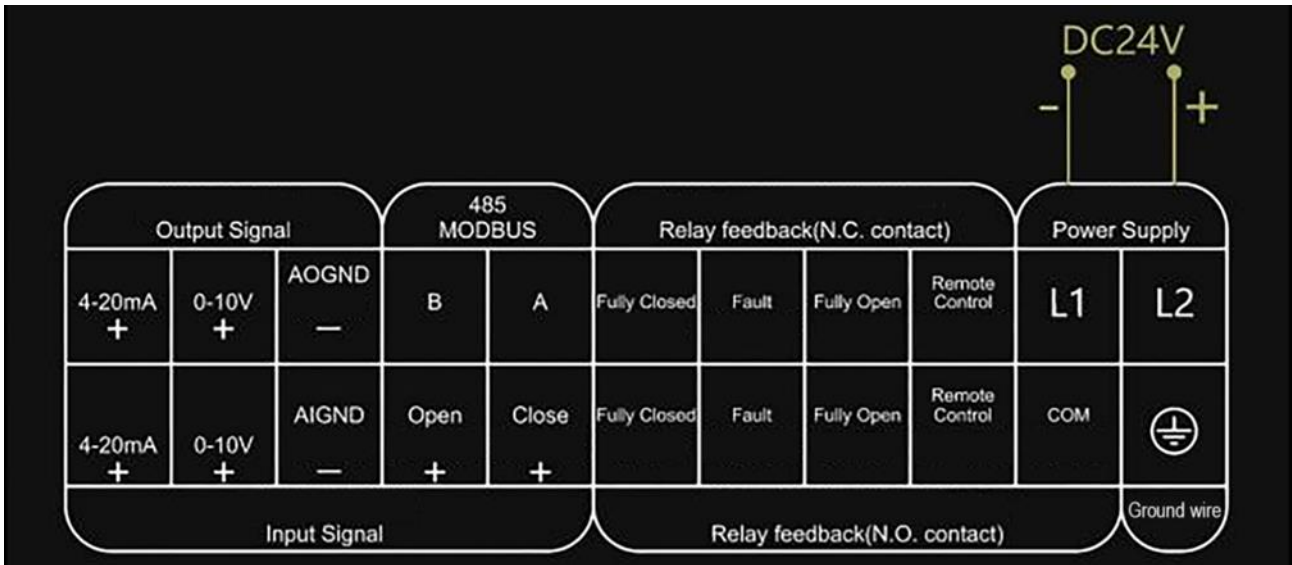 DC24V
- +
Output Signal
485
MODBUS
Relay feedback(N.C. contact)
Power Supply
4-20mA
+
0-10V
+
AOGND
—
B
A
Fully Closed
Fault
Fully Open
Remote
Control
L1
L2
4-20mA
+
0-10V
+
AIGND
—
Open
+
Close
+
Fully Closed
Fault
Fully Open
Remote
Control
COM
Input Signal
Relay feedback(N.O. contact)
Ground wire